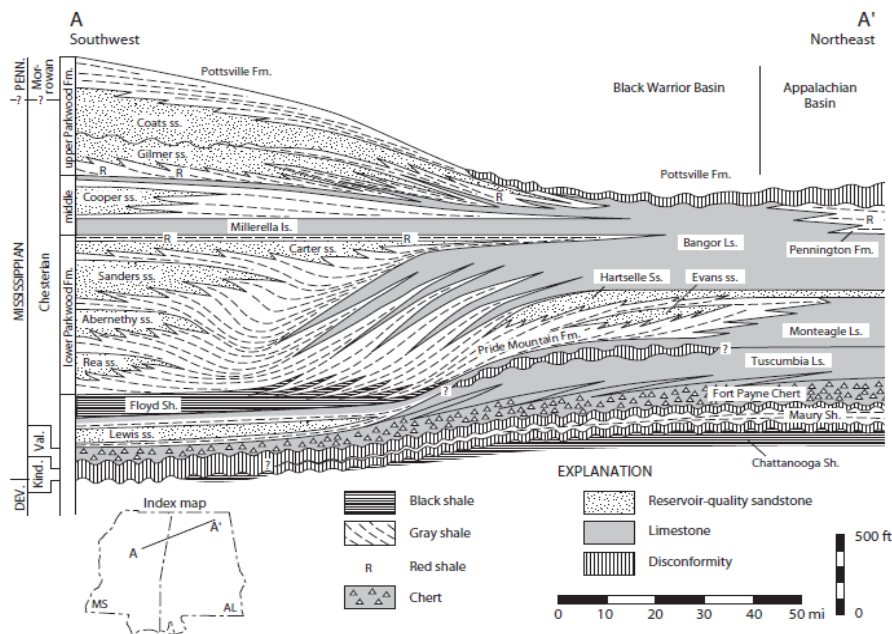 A
Southwest
A'
Northeast
PENN.
Mor-
rowan
?
?
MISSISSIPPIAN
Chesterian
Val.
Kind.
DEV.
upper Parkwood Fm.
middle
lower Parkwood Fm.
Pottsville Fm.
Black Warrior Basin
Appalachian
Basin
Coats ss.
Gilmer ss.
R
R
R
Pottsville Fm.
Cooper ss.
R
Millerella ls.
R
Carter ss.
R
Bangor Ls.
Pennington Fm.
Sanders ss.
Hartselle Ss.
Evans ss.
Abernethy ss.
Pride Mountain Fm.
Monteagle Ls.
Rea ss.
?
Tuscumbia Ls.
?
Fort Payne Chert
Floyd Sh.
Maury Sh.
Lewis ss.
?
Chattanooga Sh.
Index map
A
A'
MS
AL
Black shale
Gray shale
R Red shale
Chert
EXPLANATION
Reservoir-quality sandstone
Limestone
Disconformity
500 ft
0
0 10 20 30 40 50 mi